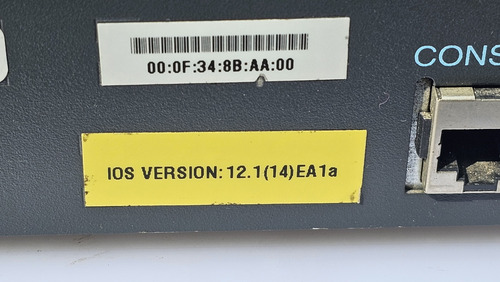 00:0F:34:8B:AA:00
CONS
IOS VERSION: 12.1(14)EA1a